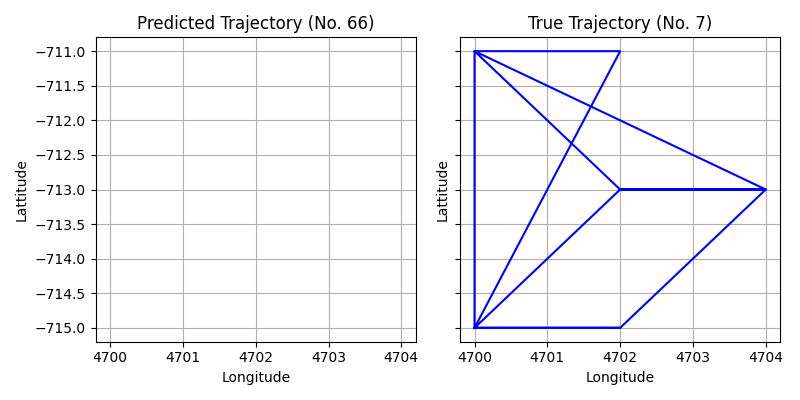 Predicted Trajectory (No. 66)
−711.0
−711.5
−712.0
−712.5
−713.0
−713.5
−714.0
−714.5
−715.0
Lattitude
4700 4701 4702 4703 4704
Longitude
True Trajectory (No. 7)
Lattitude
4700 4701 4702 4703 4704
Longitude